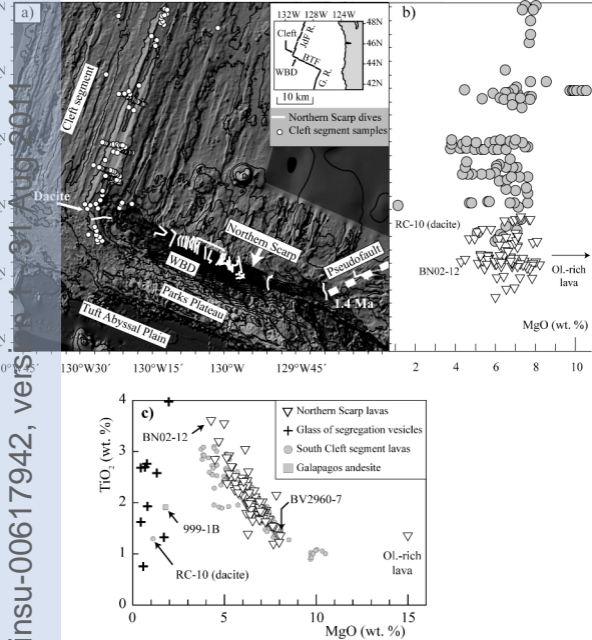 insu-00617942, version 1 - 31 Aug 2011
a)
Cleft segment
Dacite
132W 128W 124W
48N
46N
44N
42N
Cleft
JdF R.
BTF
WBD
G. R.
10 km
Northern Scarp dives
Cleft segment samples
Northern Scarp
WBD
Pseudofault
1.4 Ma
Parks Plateau
Tuft Abyssal Plain
130°W30' 130°W15' 130°W 129°W45'
b)
RC-10 (dacite)
BN02-12
Ol.-rich
lava
MgO (wt. %)
2 4 6 8 10
c)
TiO2 (wt. %)
4
3
2
1
0
BN02-12
Northern Scarp lavas
Glass of segregation vesicles
South Cleft segment lavas
Galapagos andesite
BV2960-7
999-1B
RC-10 (dacite)
Ol.-rich
lava
0 5 10 15
MgO (wt. %)